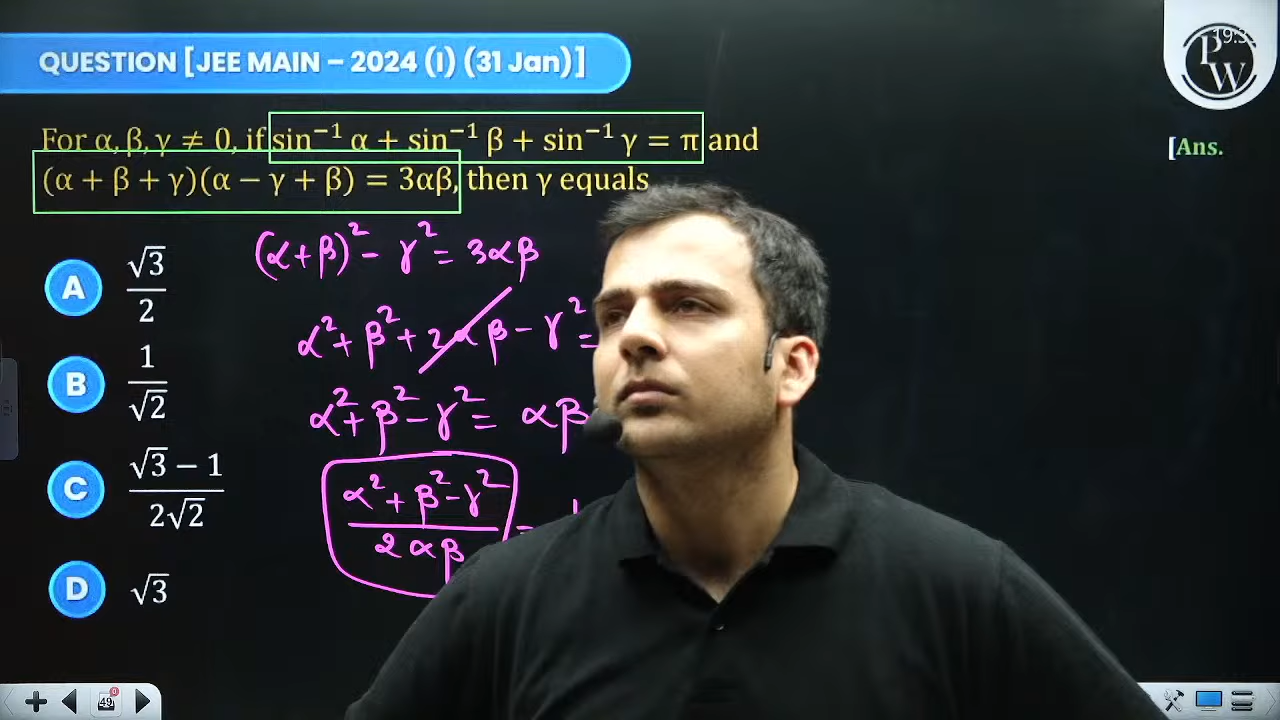 QUESTION [JEE MAIN – 2024 (I) (31 Jan)]
PW
For α, β, γ ≠ 0, if sin⁻¹ α + sin⁻¹ β + sin⁻¹ γ = π and
[Ans.
(α + β + γ)(α − γ + β) = 3αβ, then γ equals
(α+β)² − γ² = 3αβ
A √3/2
α² + β² + 2αβ − γ² =
B 1/√2
α² + β² − γ² = αβ
C (√3 − 1)/(2√2)
(α² + β² − γ²)/(2αβ) =
D √3
49